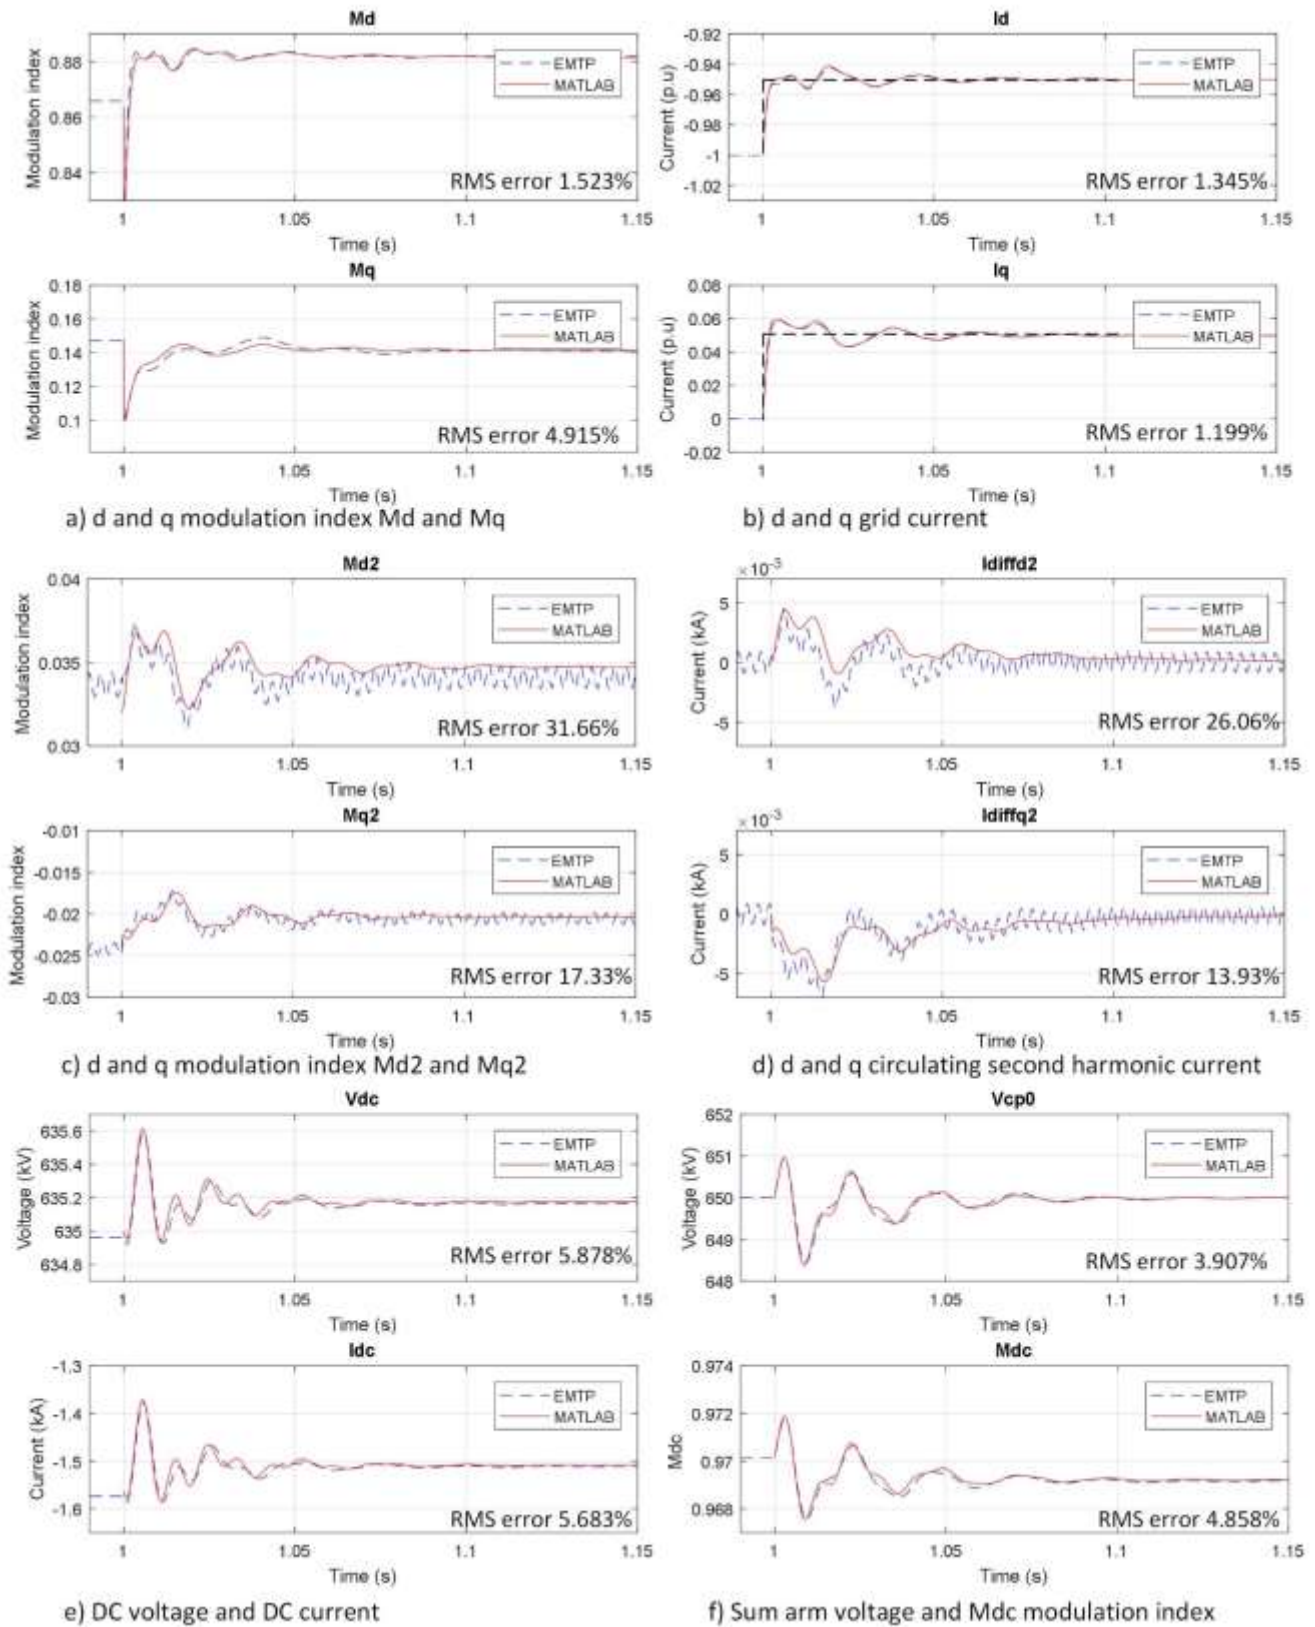 Md
Modulation index
0.88
0.86
0.84
EMTP
MATLAB
RMS error 1.523%
1
1.05
1.1
1.15
Time (s)
Id
Current (p.u)
-0.92
-0.94
-0.96
-0.98
-1
-1.02
EMTP
MATLAB
RMS error 1.345%
1
1.05
1.1
1.15
Time (s)
Mq
Modulation index
0.18
0.16
0.14
0.12
0.1
EMTP
MATLAB
RMS error 4.915%
1
1.05
1.1
1.15
Time (s)
Iq
Current (p.u)
0.08
0.06
0.04
0.02
0
-0.02
EMTP
MATLAB
RMS error 1.199%
1
1.05
1.1
1.15
Time (s)
a) d and q modulation index Md and Mq
b) d and q grid current
Md2
Modulation index
0.04
0.035
0.03
EMTP
MATLAB
RMS error 31.66%
1
1.05
1.1
1.15
Time (s)
Idiffd2
×10⁻³
Current (kA)
5
0
-5
EMTP
MATLAB
RMS error 26.06%
1
1.05
1.1
1.15
Time (s)
Mq2
Modulation index
-0.01
-0.015
-0.02
-0.025
-0.03
EMTP
MATLAB
RMS error 17.33%
1
1.05
1.1
1.15
Time (s)
Idiffq2
×10⁻³
Current (kA)
5
0
-5
EMTP
MATLAB
RMS error 13.93%
1
1.05
1.1
1.15
Time (s)
c) d and q modulation index Md2 and Mq2
d) d and q circulating second harmonic current
Vdc
Voltage (kV)
635.6
635.4
635.2
635
634.8
EMTP
MATLAB
RMS error 5.878%
1
1.05
1.1
1.15
Time (s)
Vcp0
Voltage (kV)
652
651
650
649
648
EMTP
MATLAB
RMS error 3.907%
1
1.05
1.1
1.15
Time (s)
Idc
Current (kA)
-1.3
-1.4
-1.5
-1.6
EMTP
MATLAB
RMS error 5.683%
1
1.05
1.1
1.15
Time (s)
Mdc
Mdc
0.974
0.972
0.97
0.968
EMTP
MATLAB
RMS error 4.858%
1
1.05
1.1
1.15
Time (s)
e) DC voltage and DC current
f) Sum arm voltage and Mdc modulation index